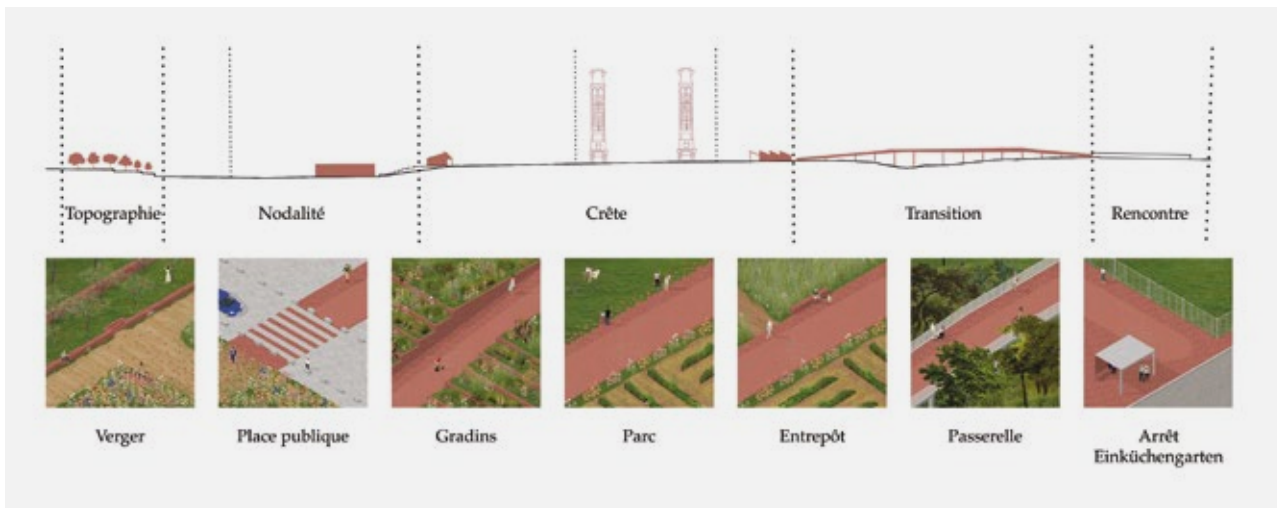 Topographie
Nodalité
Crête
Transition
Rencontre
Verger
Place publique
Gradins
Parc
Entrepôt
Passerelle
Arrêt
Einküchengarten